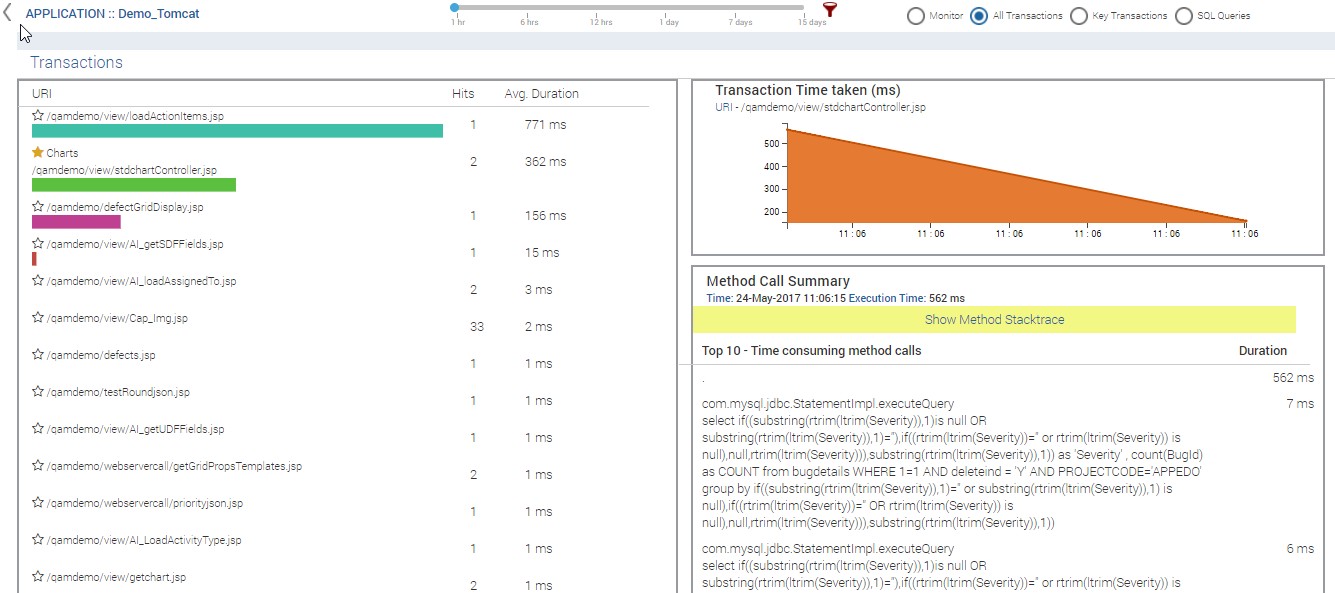 APPLICATION :: Demo_Tomcat
1 hr 6 hrs 12 hrs 1 day 7 days 15 days
Monitor All Transactions Key Transactions SQL Queries
Transactions
URI Hits Avg. Duration
/qamdemo/view/loadActionItems.jsp
1 771 ms
Charts
/qamdemo/view/stdchartController.jsp
2 362 ms
/qamdemo/defectGridDisplay.jsp
1 156 ms
/qamdemo/view/AI_getSDFFields.jsp
1 15 ms
/qamdemo/view/AI_loadAssignedTo.jsp
2 3 ms
/qamdemo/view/Cap_Img.jsp
33 2 ms
/qamdemo/defects.jsp
1 1 ms
/qamdemo/testRoundjson.jsp
1 1 ms
/qamdemo/view/AI_getUDFFields.jsp
1 1 ms
/qamdemo/webservercall/getGridPropsTemplates.jsp
2 1 ms
/qamdemo/webservercall/priorityjson.jsp
1 1 ms
/qamdemo/view/AI_LoadActivityType.jsp
1 1 ms
/qamdemo/view/getchart.jsp
2 1 ms
Transaction Time taken (ms)
URI - /qamdemo/view/stdchartController.jsp
500
400
300
200
11 : 06 11 : 06 11 : 06 11 : 06 11 : 06 11 : 06
Method Call Summary
Time: 24-May-2017 11:06:15 Execution Time: 562 ms
Show Method Stacktrace
Top 10 - Time consuming method calls Duration
. 562 ms
com.mysql.jdbc.StatementImpl.executeQuery 7 ms
select if((substring(rtrim(ltrim(Severity)),1)is null OR
substring(rtrim(ltrim(Severity)),1)=''),if((rtrim(ltrim(Severity))='' or rtrim(ltrim(Severity)) is
null),null,rtrim(ltrim(Severity))),substring(rtrim(ltrim(Severity)),1)) as 'Severity' , count(BugId)
as COUNT from bugdetails WHERE 1=1 AND deleteind = 'Y' AND PROJECTCODE='APPEDO'
group by if((substring(rtrim(ltrim(Severity)),1)='' or substring(rtrim(ltrim(Severity)),1) is
null),if((rtrim(ltrim(Severity))='' OR rtrim(ltrim(Severity)) is
null),null,rtrim(ltrim(Severity))),substring(rtrim(ltrim(Severity)),1))
com.mysql.jdbc.StatementImpl.executeQuery 6 ms
select if((substring(rtrim(ltrim(Severity)),1)is null OR
substring(rtrim(ltrim(Severity)),1)=''),if((rtrim(ltrim(Severity))='' or rtrim(ltrim(Severity)) is